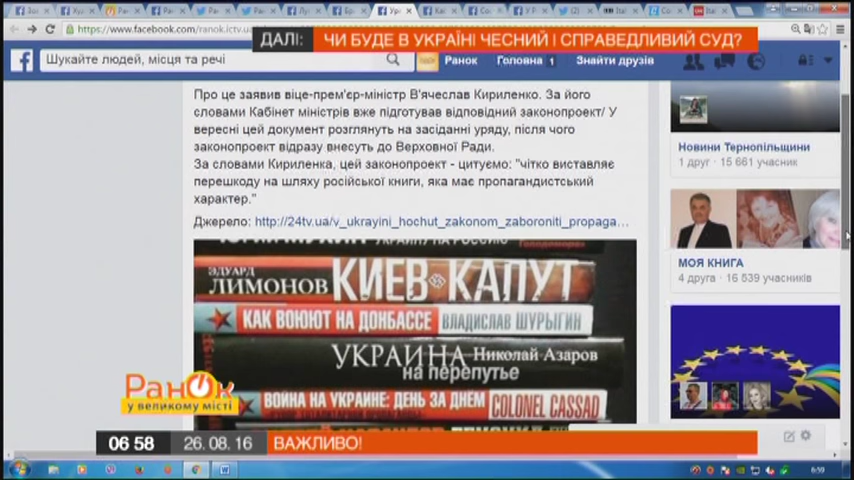 https://www.facebook.com/ranok.ictv.ua
ДАЛІ: ЧИ БУДЕ В УКРАЇНІ ЧЕСНИЙ І СПРАВЕДЛИВИЙ СУД?
Шукайте людей, місця та речі
Ранок Головна 1 Знайти друзів
Про це заявив віце-прем'єр-міністр В'ячеслав Кириленко. За його
словами Кабінет міністрів вже підготував відповідний законопроект/ У
вересні цей документ розглянуть на засіданні уряду, після чого
законопроект відразу внесуть до Верховної Ради.
За словами Кириленка, цей законопроект - цитуємо: "чітко виставляє
перешкоду на шляху російської книги, яка має пропагандистський
характер."
Джерело: http://24tv.ua/v_ukrayini_hochut_zakonom_zaboroniti_propaga...
Новини Тернопільщини
1 друг · 15 661 учасник
МОЯ КНИГА
4 друга · 16 539 учасників
ЭДУАРД
ЛИМОНОВ КИЕВ КАПУТ
КАК ВОЮЮТ НА ДОНБАССЕ ВЛАДИСЛАВ ШУРЫГИН
УКРАИНА Николай Азаров
на перепутье
ВОЙНА НА УКРАИНЕ: ДЕНЬ ЗА ДНЕМ COLONEL CASSAD
РанОк
у великому місті
06 58 26.08.16 ВАЖЛИВО!
6:59